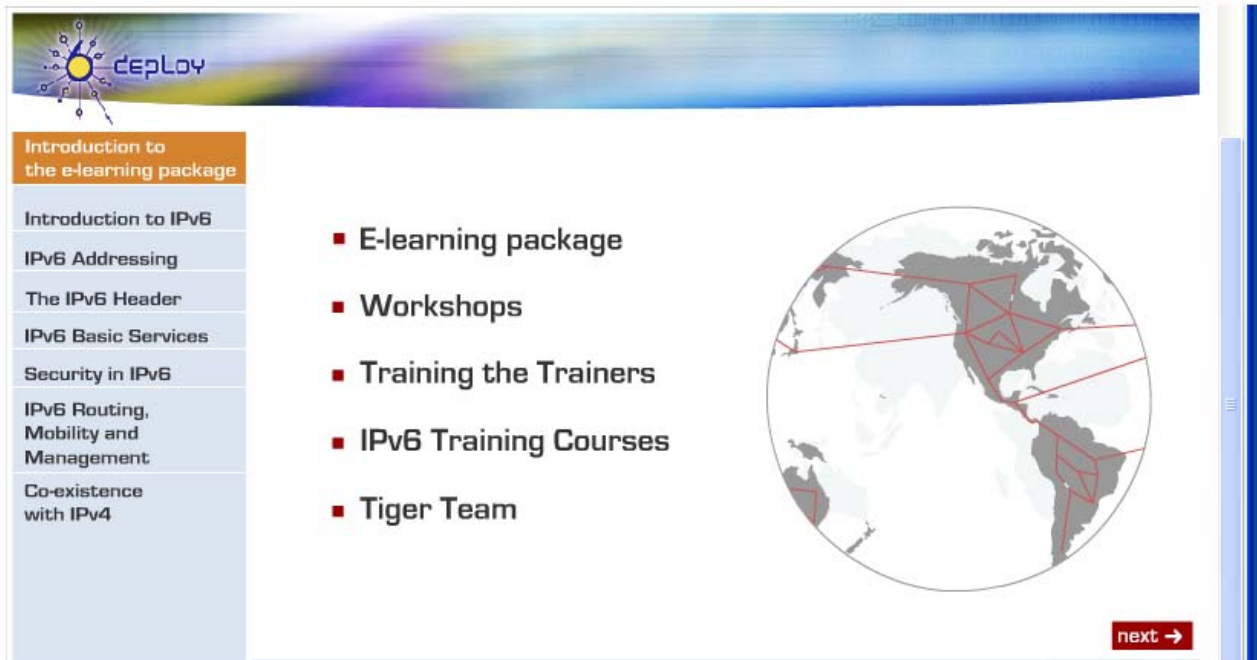 deploy
Introduction to
the e-learning package
Introduction to IPv6
IPv6 Addressing
The IPv6 Header
IPv6 Basic Services
Security in IPv6
IPv6 Routing,
Mobility and
Management
Co-existence
with IPv4
E-learning package
Workshops
Training the Trainers
IPv6 Training Courses
Tiger Team
next →